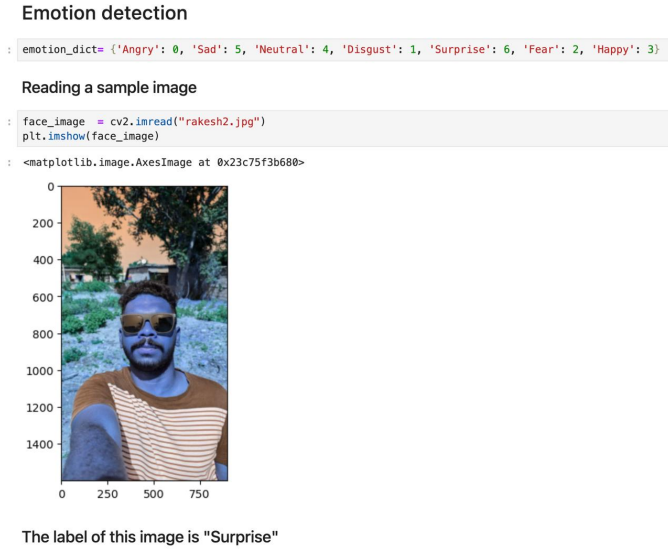 Emotion detection
: emotion_dict= {'Angry': 0, 'Sad': 5, 'Neutral': 4, 'Disgust': 1, 'Surprise': 6, 'Fear': 2, 'Happy': 3}
Reading a sample image
: face_image  = cv2.imread("rakesh2.jpg")
plt.imshow(face_image)
: <matplotlib.image.AxesImage at 0x23c75f3b680>
0
200
400
600
800
1000
1200
1400
0 250 500 750
The label of this image is "Surprise"